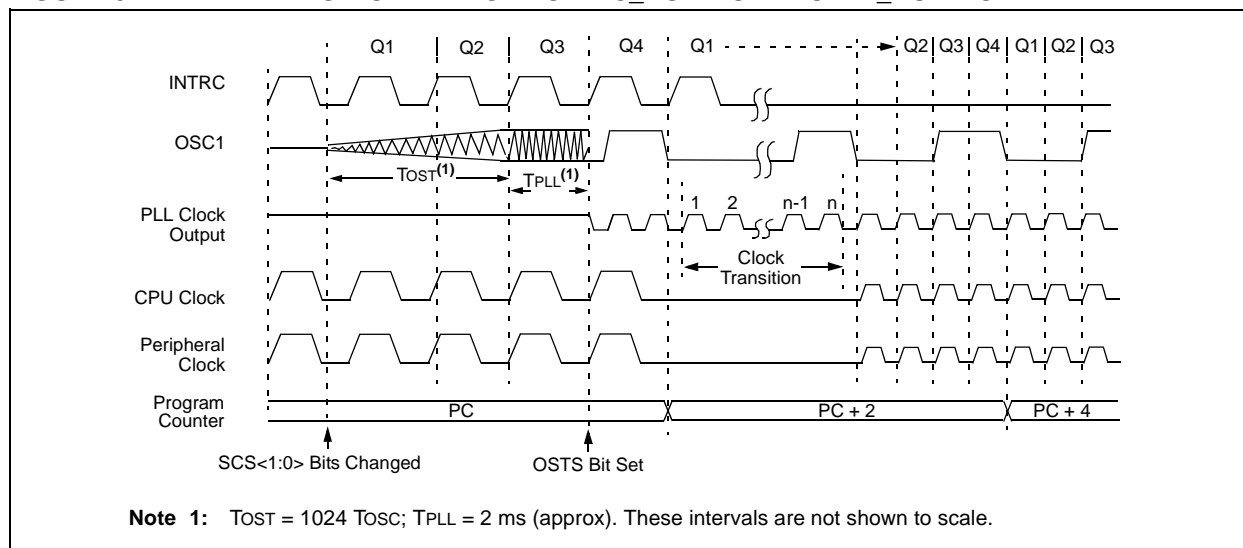 Q1 Q2 Q3 Q4 Q1 Q2 Q3 Q4 Q1 Q2 Q3
INTRC
OSC1
TOST(1) TPLL(1)
1 2 n-1 n
PLL Clock
Output
Clock
Transition
CPU Clock
Peripheral
Clock
Program
Counter
PC PC + 2 PC + 4
SCS<1:0> Bits Changed OSTS Bit Set
Note 1: TOST = 1024 TOSC; TPLL = 2 ms (approx). These intervals are not shown to scale.